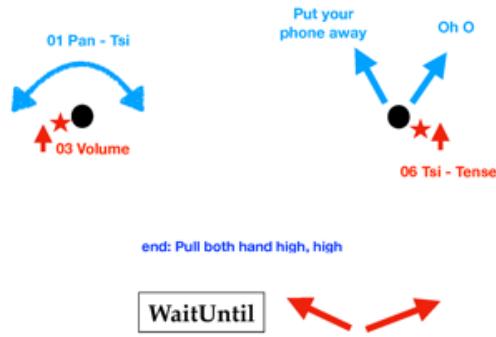 01 Pan - Tsi
03 Volume
Put your
phone away
Oh O
06 Tsi - Tense
end: Pull both hand high, high
WaitUntil